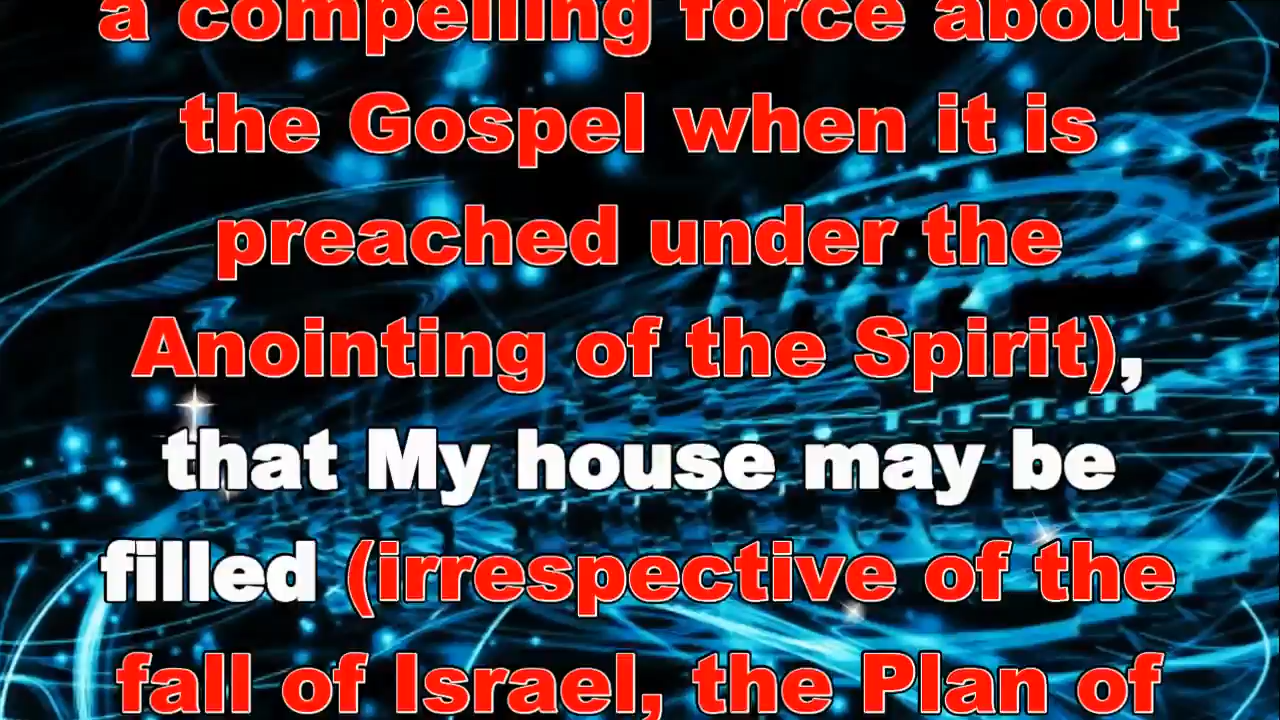 a compelling force about
the Gospel when it is
preached under the
Anointing of the Spirit),
that My house may be
filled (irrespective of the
fall of Israel, the Plan of